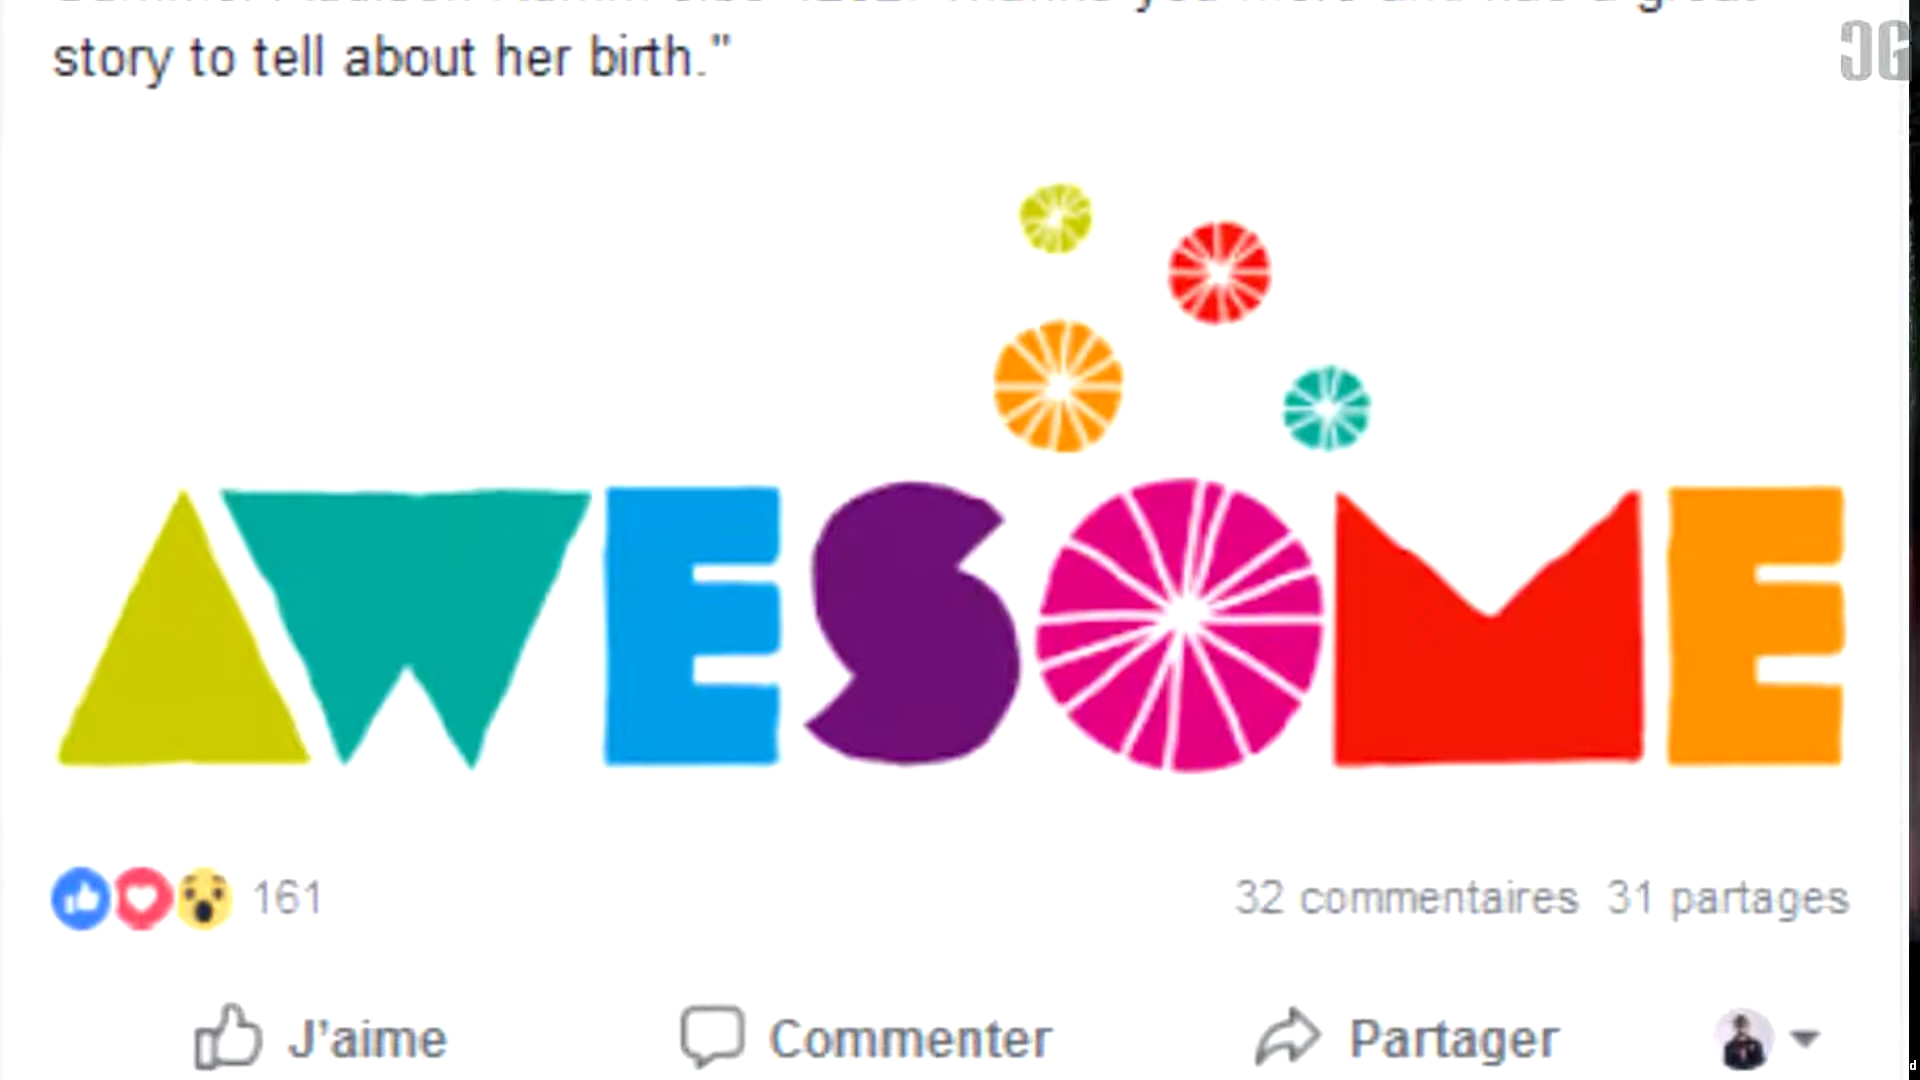 story to tell about her birth."
AWESOME
161
32 commentaires 31 partages
J'aime
Commenter
Partager